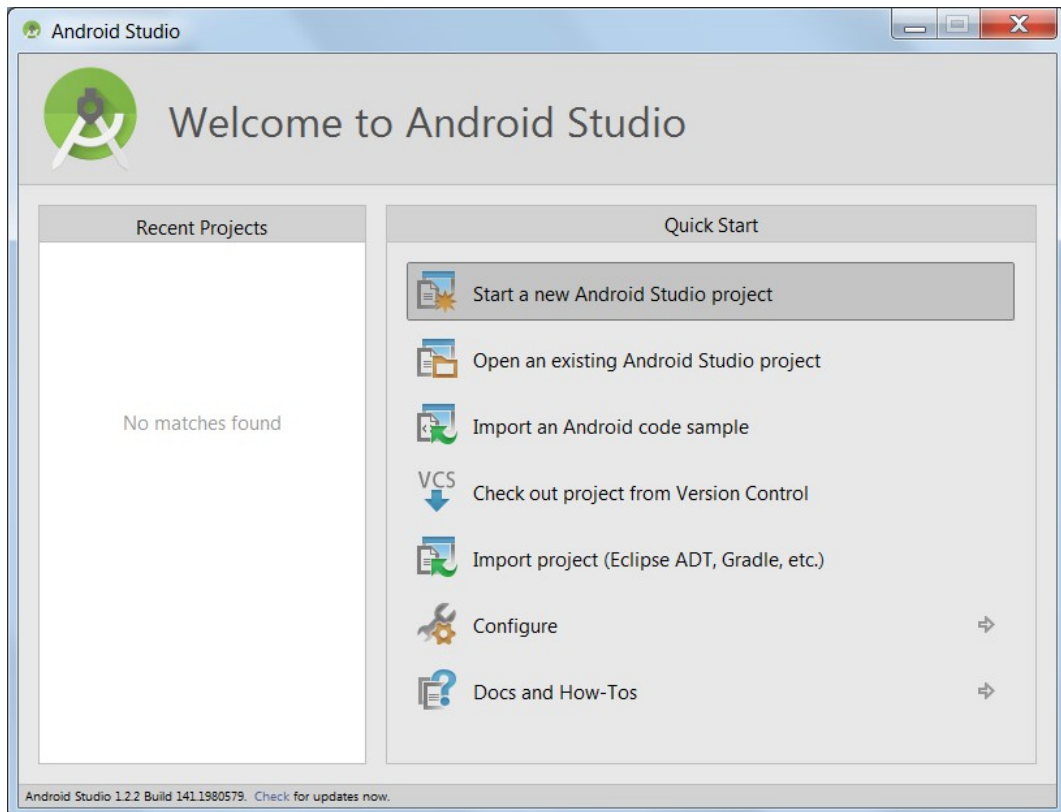 Android Studio
Welcome to Android Studio
Recent Projects
No matches found
Quick Start
Start a new Android Studio project
Open an existing Android Studio project
Import an Android code sample
VCS
Check out project from Version Control
Import project (Eclipse ADT, Gradle, etc.)
Configure
Docs and How-Tos
Android Studio 1.2.2 Build 141.1980579. Check for updates now.